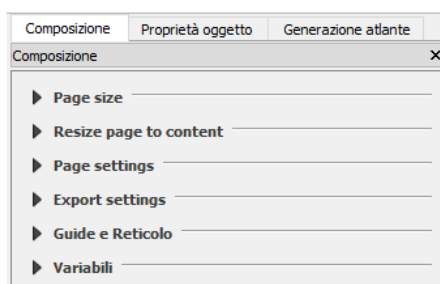 Composizione Proprietà oggetto Generazione atlante
Composizione
Page size
Resize page to content
Page settings
Export settings
Guide e Reticolo
Variabili